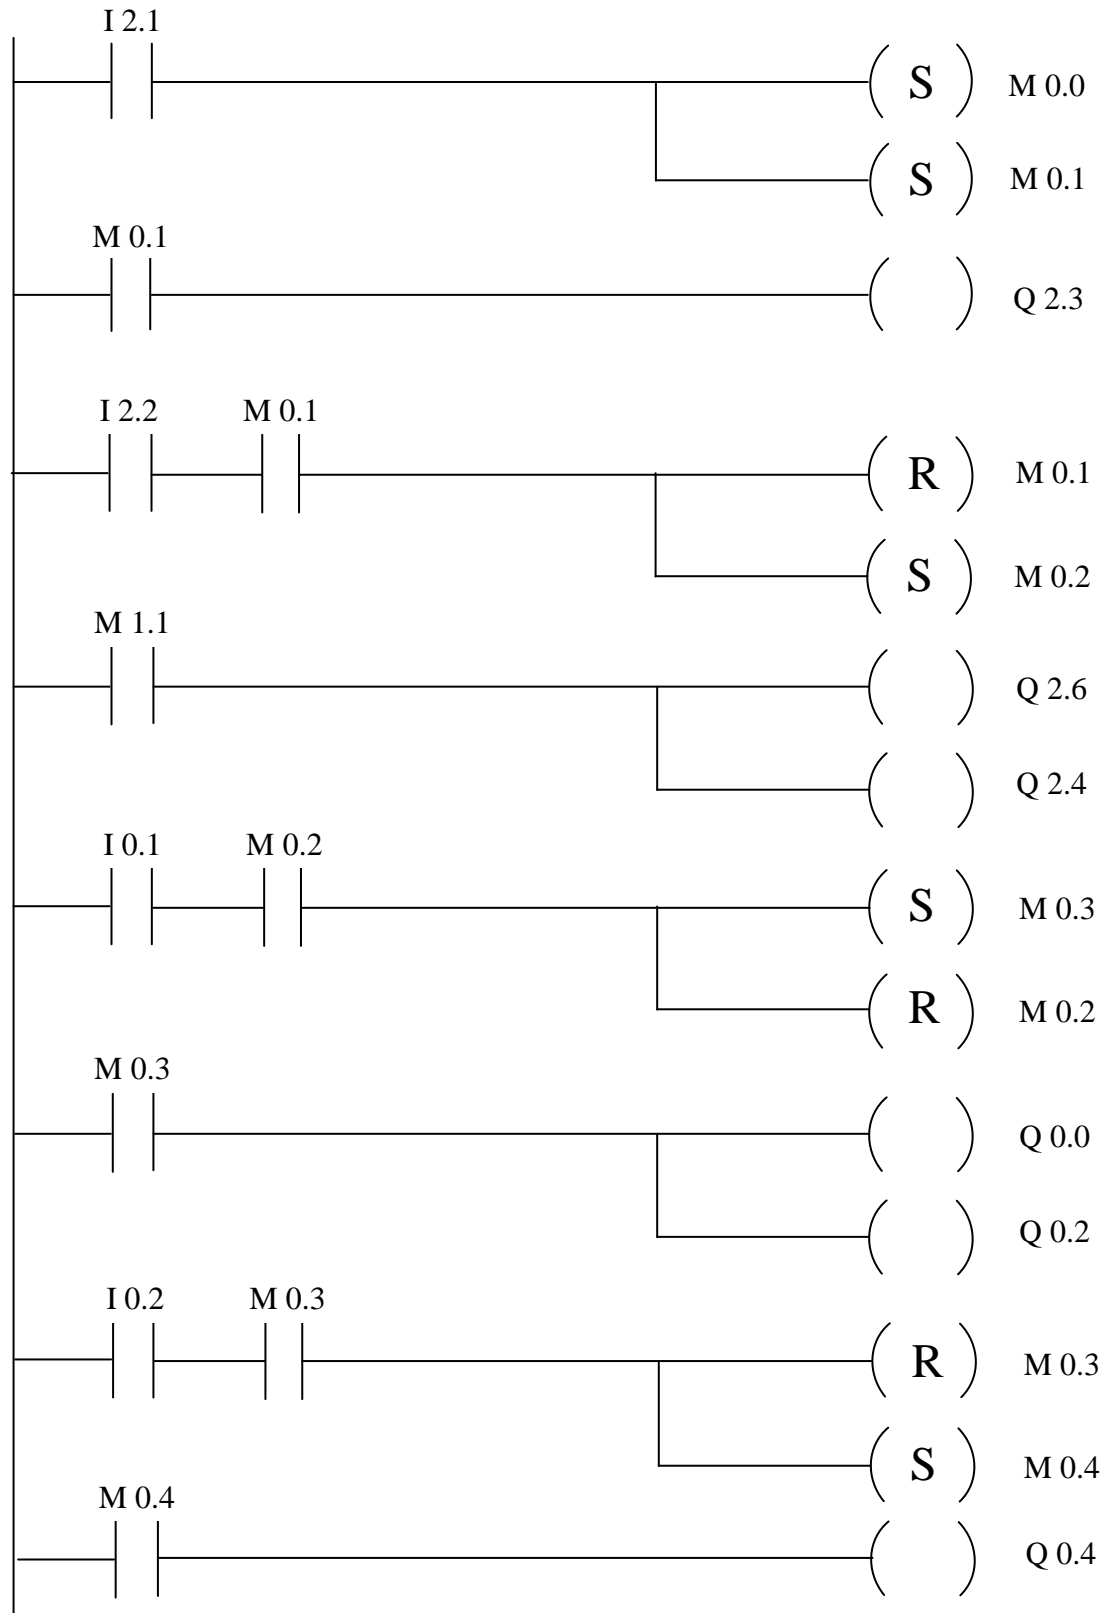 I 2.1
( S ) M 0.0
( S ) M 0.1
M 0.1
( ) Q 2.3
I 2.2 M 0.1
( R ) M 0.1
( S ) M 0.2
M 1.1
( ) Q 2.6
( ) Q 2.4
I 0.1 M 0.2
( S ) M 0.3
( R ) M 0.2
M 0.3
( ) Q 0.0
( ) Q 0.2
I 0.2 M 0.3
( R ) M 0.3
( S ) M 0.4
M 0.4
( ) Q 0.4